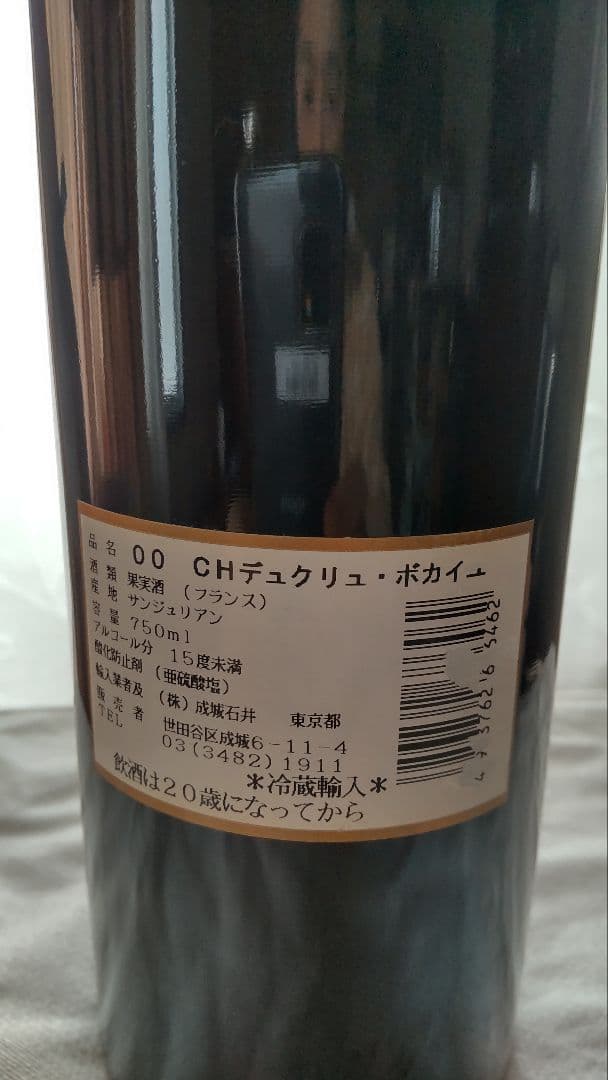 品名 00 CHデュクリュ・ボカイユ
酒類 果実酒 (フランス)
産地 サンジュリアン
容量 750ml
アルコール分 15度未満
酸化防止剤 (亜硫酸塩)
輸入業者及 (株)成城石井 東京都
販売者 世田谷区成城6-11-4
TEL 03(3482)1911
*冷蔵輸入*
飲酒は20歳になってから